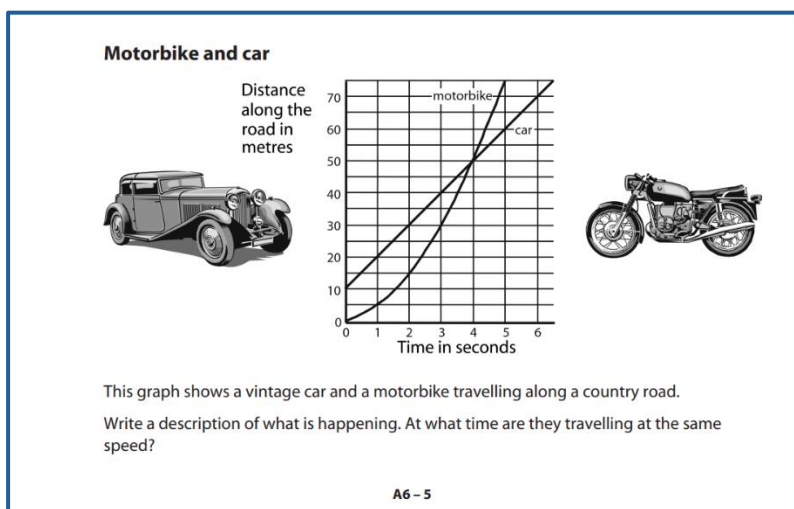 Motorbike and car
Distance
along the
road in
metres
70
60
50
40
30
20
10
0
motorbike
car
0 1 2 3 4 5 6
Time in seconds
This graph shows a vintage car and a motorbike travelling along a country road.
Write a description of what is happening. At what time are they travelling at the same
speed?
A6 – 5